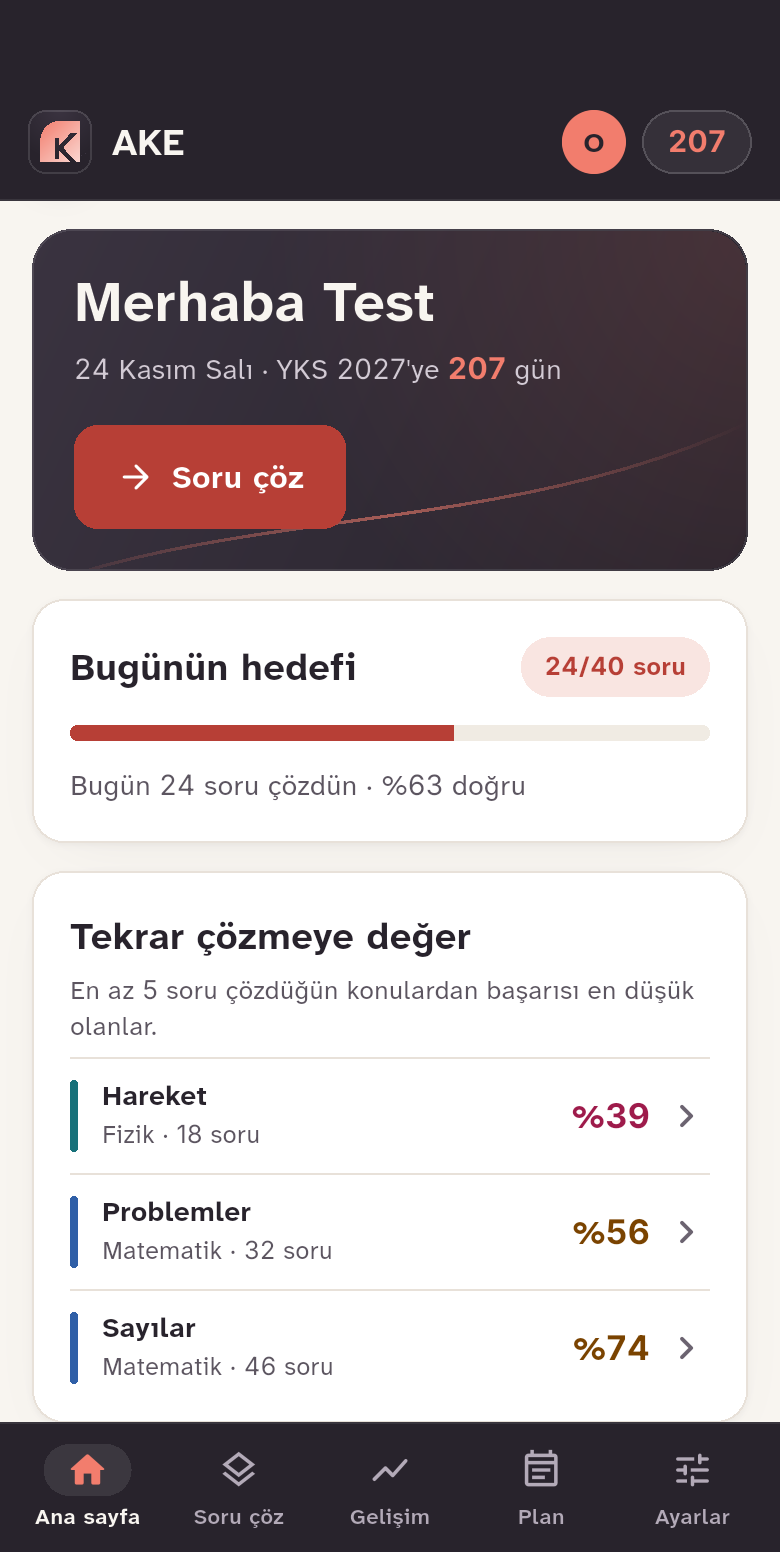 K
AKE
O
207
Merhaba Test
24 Kasım Salı · YKS 2027'ye 207 gün
Soru çöz
Bugünün hedefi
24/40 soru
Bugün 24 soru çözdün · %63 doğru
Tekrar çözmeye değer
En az 5 soru çözdüğün konulardan başarısı en düşük
olanlar.
Hareket
Fizik · 18 soru
%39
Problemler
Matematik · 32 soru
%56
Sayılar
Matematik · 46 soru
%74
Ana sayfa
Soru çöz
Gelişim
Plan
Ayarlar